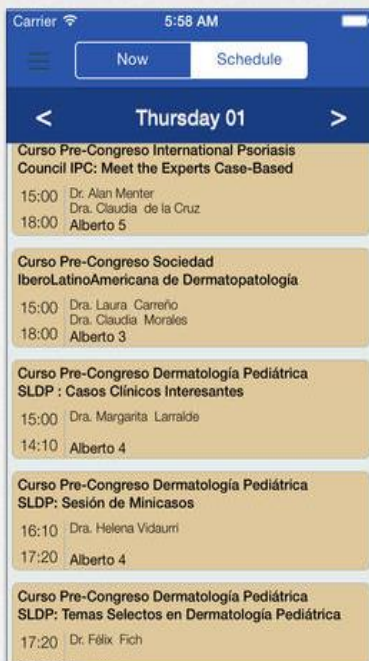 Carrier 5:58 AM
Now Schedule
< Thursday 01 >
Curso Pre-Congreso International Psoriasis
Council IPC: Meet the Experts Case-Based
15:00 Dr. Alan Menter
Dra. Claudia de la Cruz
18:00 Alberto 5
Curso Pre-Congreso Sociedad
IberoLatinoAmericana de Dermatopatología
15:00 Dra. Laura Carreño
Dra. Claudia Morales
18:00 Alberto 3
Curso Pre-Congreso Dermatología Pediátrica
SLDP : Casos Clínicos Interesantes
15:00 Dra. Margarita Larralde
14:10 Alberto 4
Curso Pre-Congreso Dermatología Pediátrica
SLDP: Sesión de Minicasos
16:10 Dra. Helena Vidaurri
17:20 Alberto 4
Curso Pre-Congreso Dermatología Pediátrica
SLDP: Temas Selectos en Dermatología Pediátrica
17:20 Dr. Félix Fich